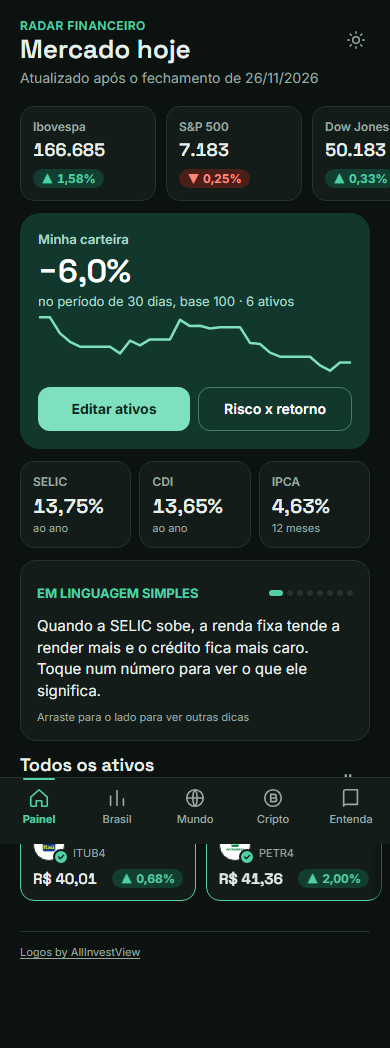 RADAR FINANCEIRO
Mercado hoje
Atualizado após o fechamento de 26/11/2026
Ibovespa
166.685
▲ 1,58%
S&P 500
7.183
▼ 0,25%
Dow Jones
50.183
▲ 0,33%
Minha carteira
−6,0%
no período de 30 dias, base 100 · 6 ativos
Editar ativos
Risco x retorno
SELIC
13,75%
ao ano
CDI
13,65%
ao ano
IPCA
4,63%
12 meses
EM LINGUAGEM SIMPLES
Quando a SELIC sobe, a renda fixa tende a
render mais e o crédito fica mais caro.
Toque num número para ver o que ele
significa.
Arraste para o lado para ver outras dicas
Todos os ativos
Painel
Brasil
Mundo
Cripto
Entenda
ITUB4
R$ 40,01
▲ 0,68%
PETR4
R$ 41,36
▲ 2,00%
Logos by AllInvestView